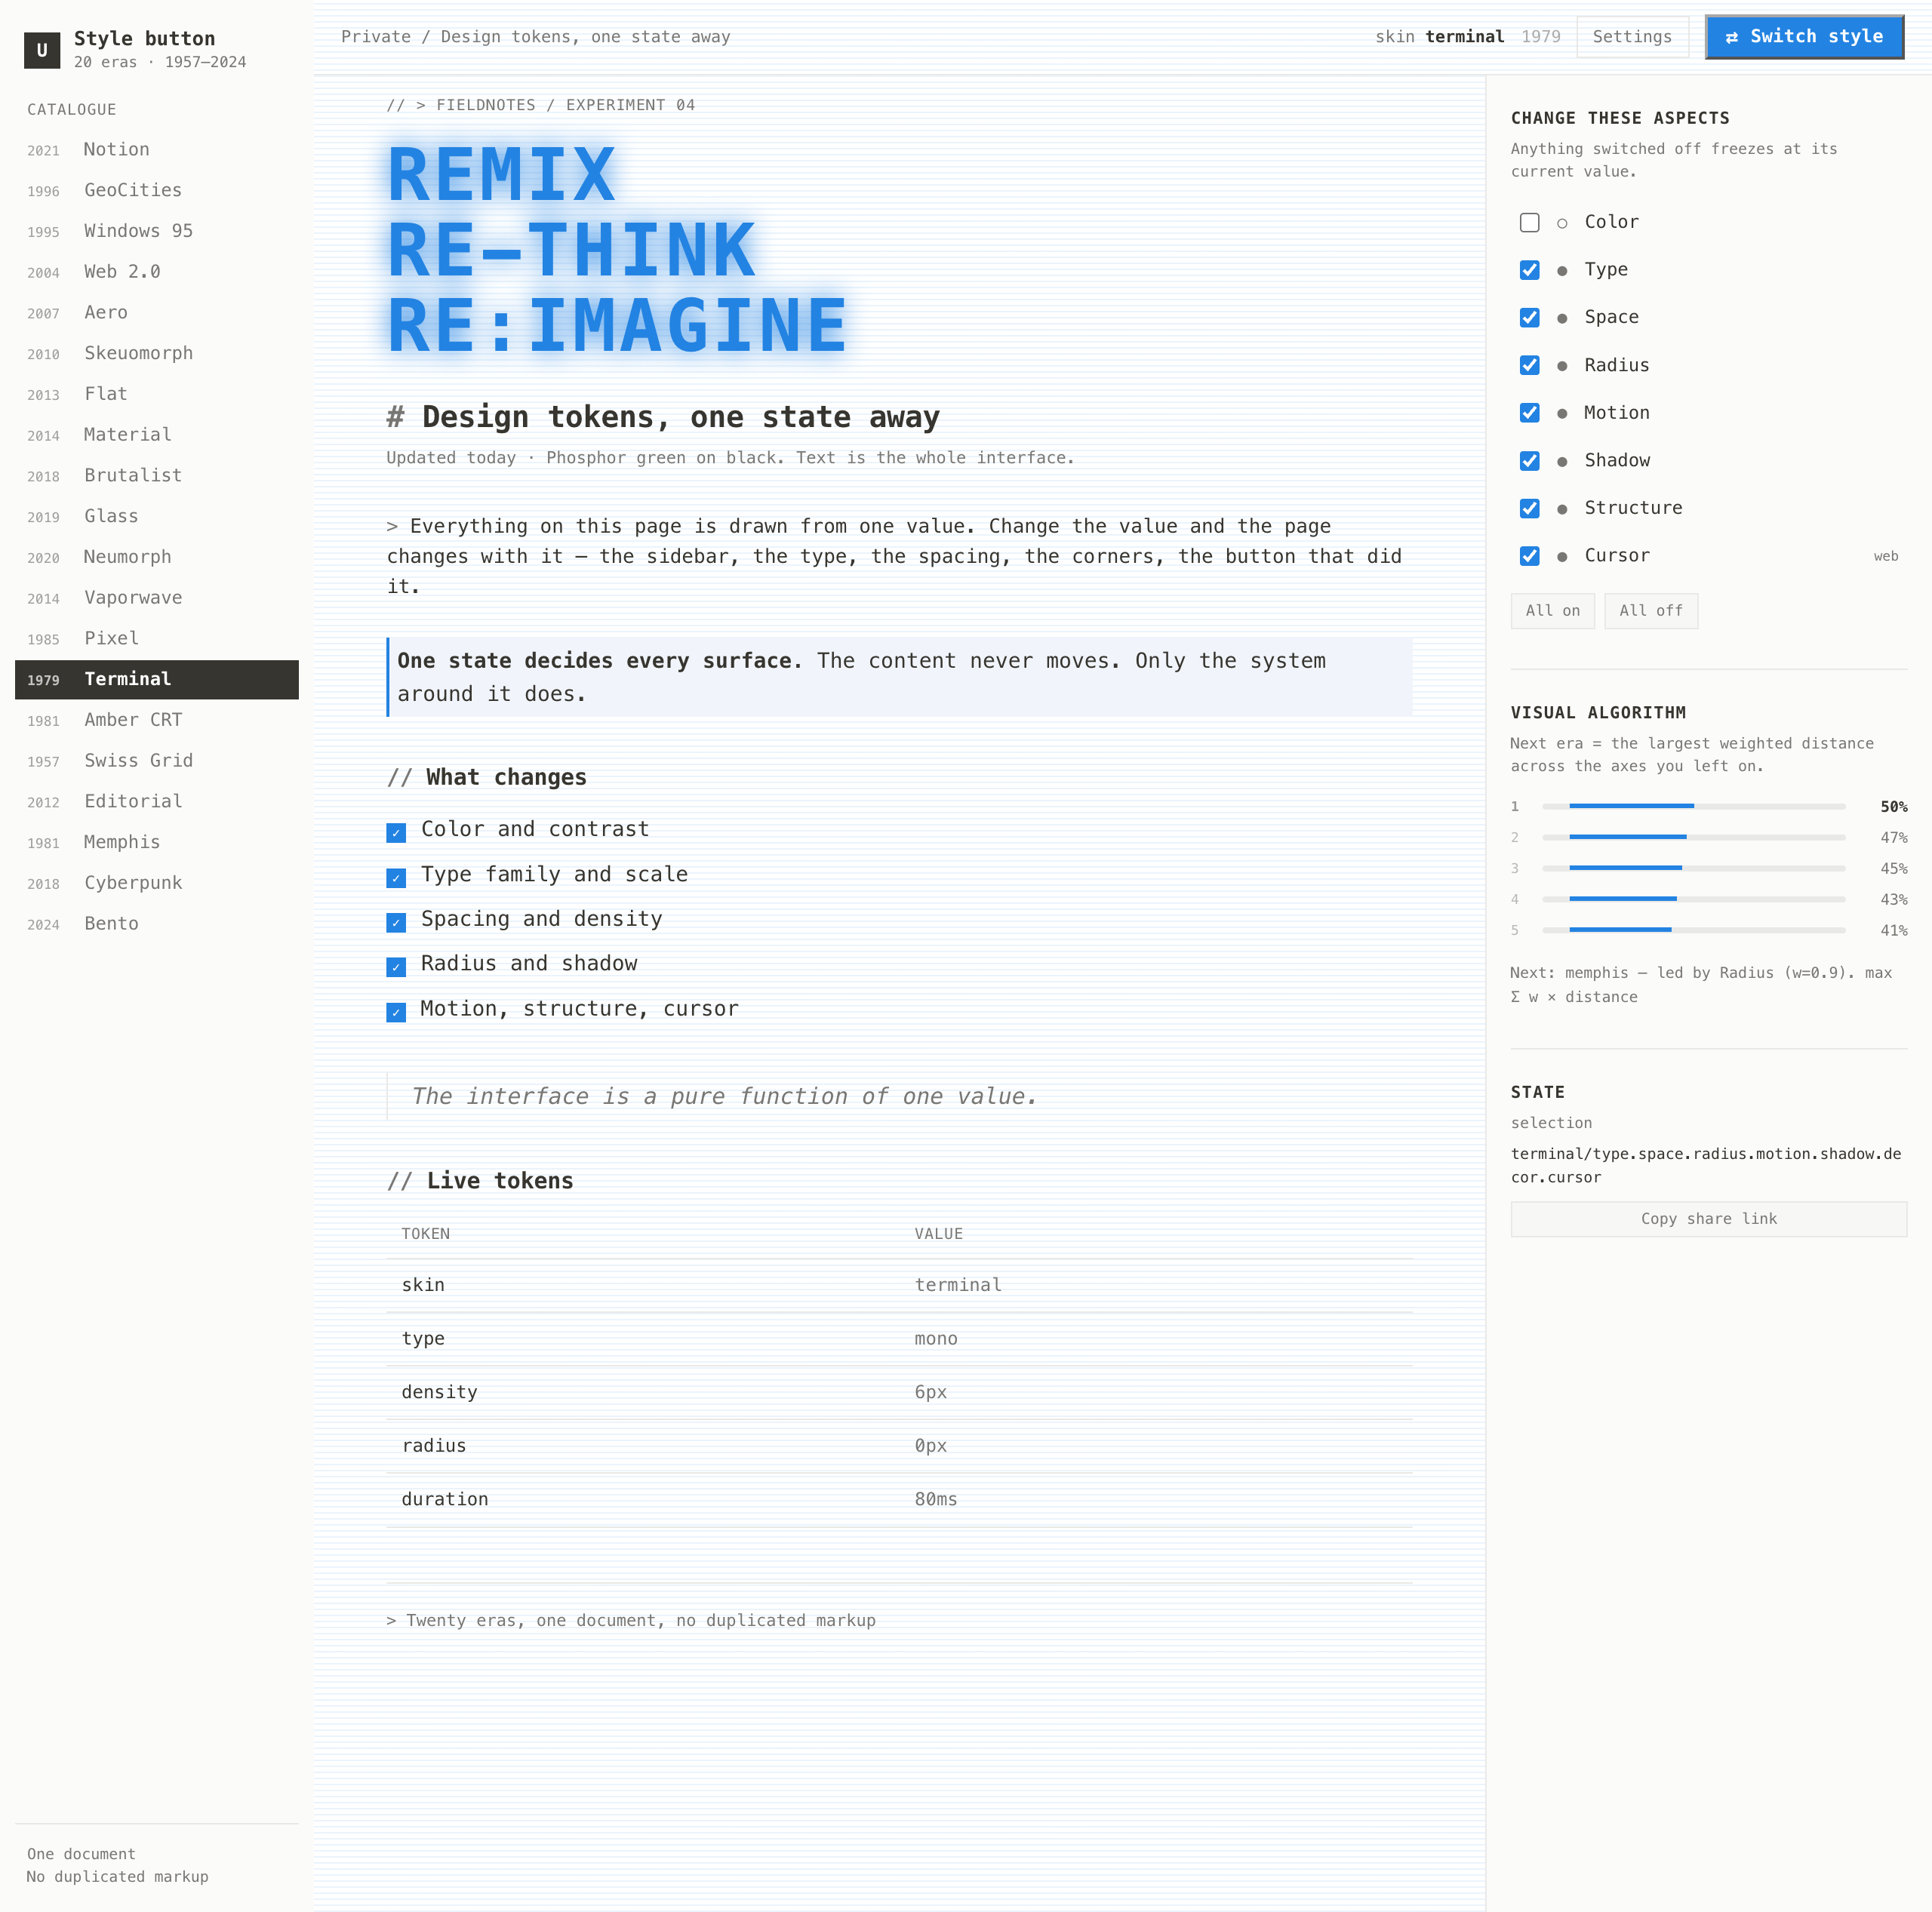 U
Style button
20 eras · 1957—2024
CATALOGUE
2021 Notion
1996 GeoCities
1995 Windows 95
2004 Web 2.0
2007 Aero
2010 Skeuomorph
2013 Flat
2014 Material
2018 Brutalist
2019 Glass
2020 Neumorph
2014 Vaporwave
1985 Pixel
1979 Terminal
1981 Amber CRT
1957 Swiss Grid
2012 Editorial
1981 Memphis
2018 Cyberpunk
2024 Bento
One document
No duplicated markup
Private / Design tokens, one state away
skin terminal 1979
Settings
⇄ Switch style
// > FIELDNOTES / EXPERIMENT 04
REMIX
RE—THINK
RE:IMAGINE
# Design tokens, one state away
Updated today · Phosphor green on black. Text is the whole interface.
> Everything on this page is drawn from one value. Change the value and the page
changes with it — the sidebar, the type, the spacing, the corners, the button that did
it.
One state decides every surface. The content never moves. Only the system
around it does.
// What changes
✓ Color and contrast
✓ Type family and scale
✓ Spacing and density
✓ Radius and shadow
✓ Motion, structure, cursor
The interface is a pure function of one value.
// Live tokens
TOKEN VALUE
skin terminal
type mono
density 6px
radius 0px
duration 80ms
> Twenty eras, one document, no duplicated markup
CHANGE THESE ASPECTS
Anything switched off freezes at its
current value.
Color
Type
Space
Radius
Motion
Shadow
Structure
Cursor web
All on
All off
VISUAL ALGORITHM
Next era = the largest weighted distance
across the axes you left on.
1 50%
2 47%
3 45%
4 43%
5 41%
Next: memphis — led by Radius (w=0.9). max
Σ w × distance
STATE
selection
terminal/type.space.radius.motion.shadow.de
cor.cursor
Copy share link